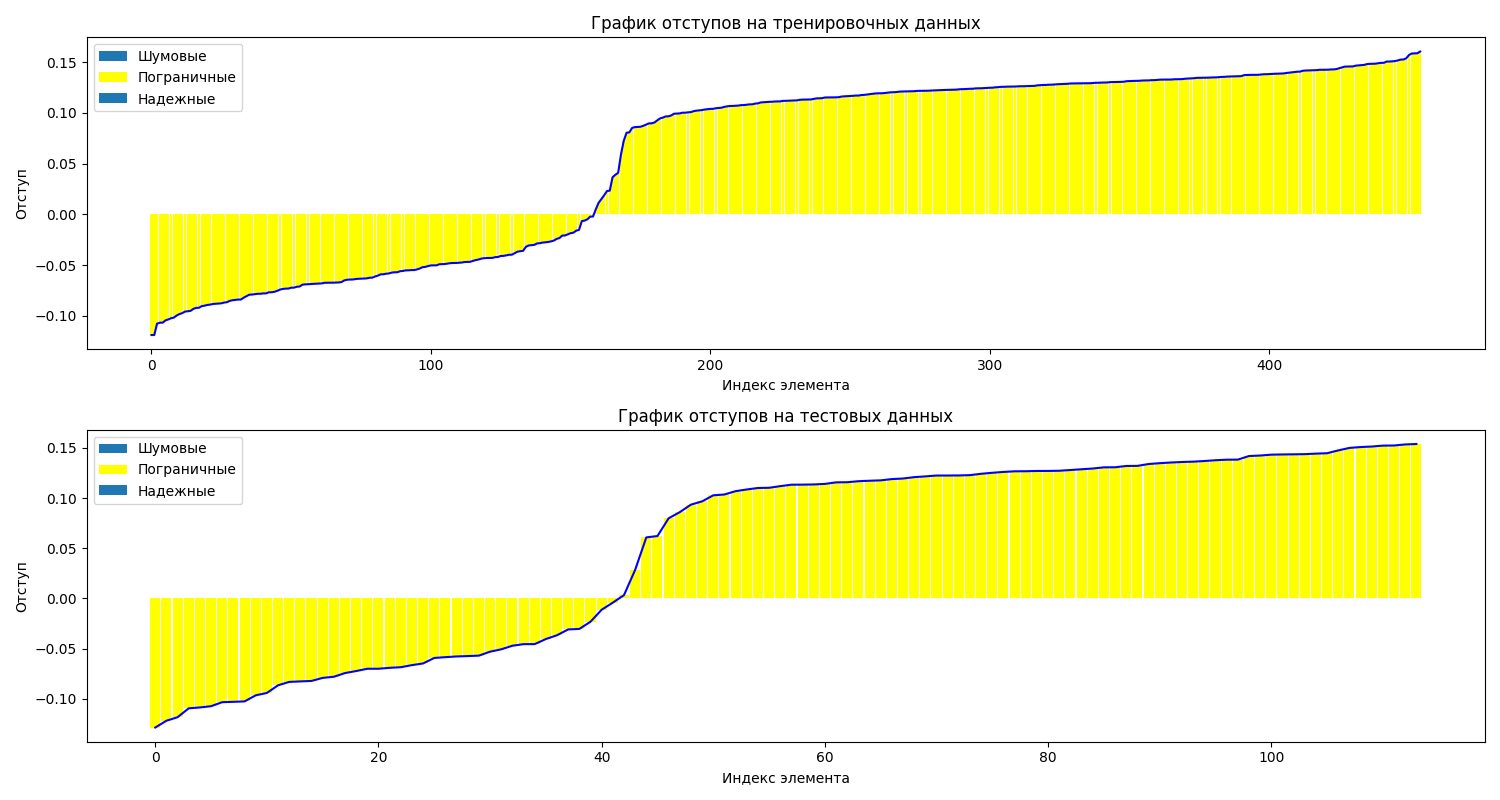 График отступов на тренировочных данных
Шумовые
Пограничные
Надежные
0.15
0.10
0.05
0.00
−0.05
−0.10
Отступ
0 100 200 300 400
Индекс элемента
График отступов на тестовых данных
Шумовые
Пограничные
Надежные
0.15
0.10
0.05
0.00
−0.05
−0.10
Отступ
0 20 40 60 80 100
Индекс элемента